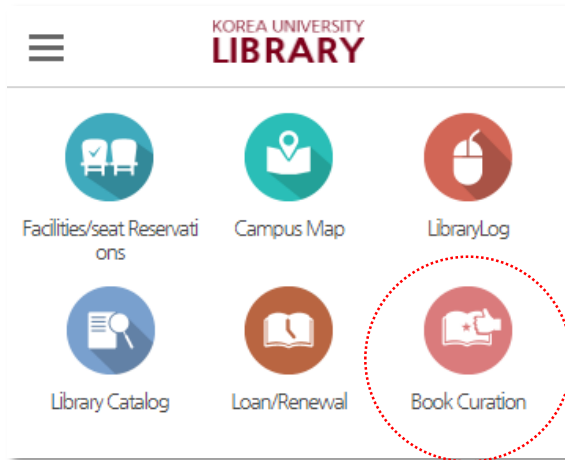 KOREA UNIVERSITY
LIBRARY
Facilities/seat Reservati
ons
Campus Map
LibraryLog
Library Catalog
Loan/Renewal
Book Curation